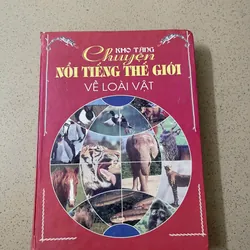 KHO TÀNG
Chuyện
NỔI TIẾNG THẾ GIỚI
VỀ LOÀI VẬT